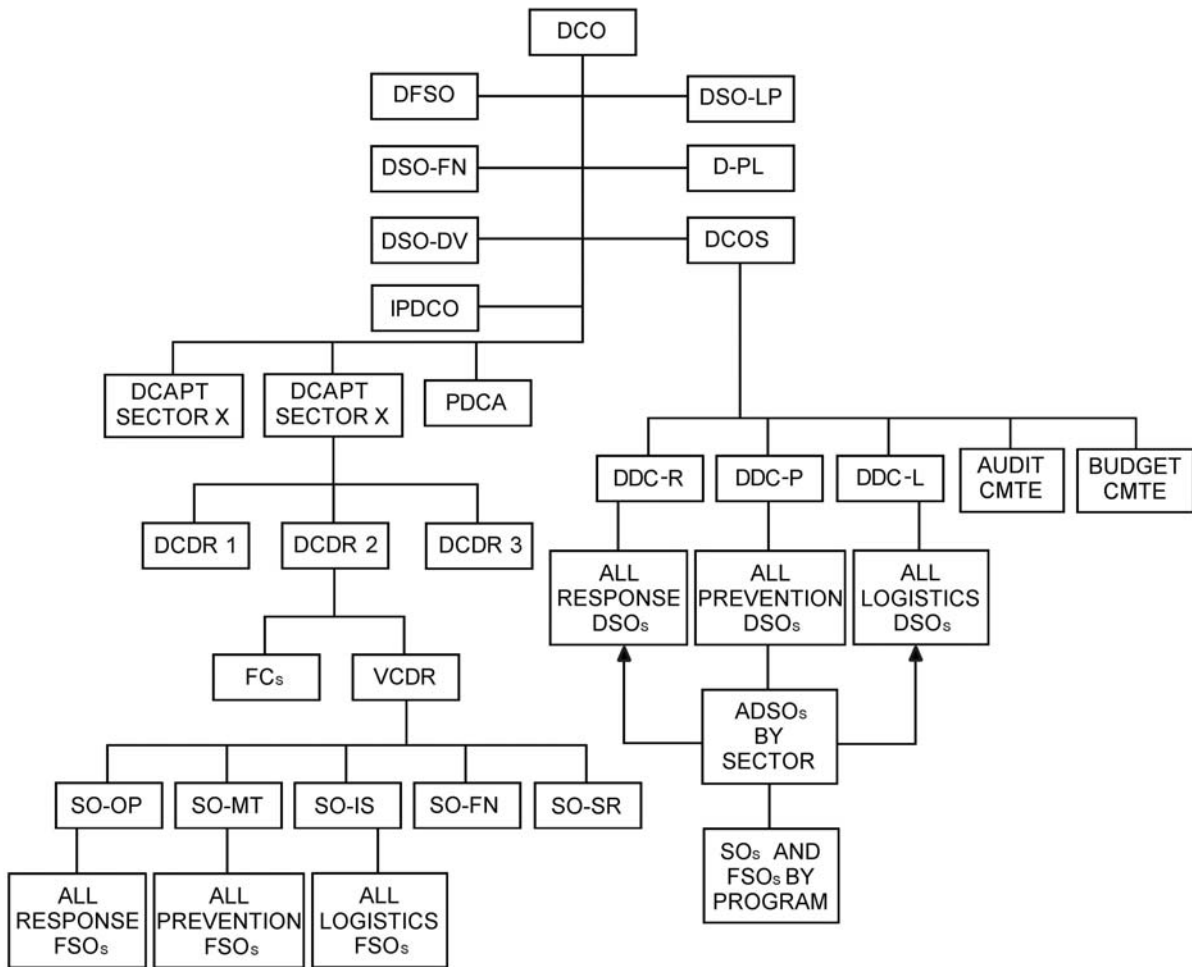 DCO
DFSO
DSO-LP
DSO-FN
D-PL
DSO-DV
DCOS
IPDCO
DCAPT
SECTOR X
DCAPT
SECTOR X
PDCA
DDC-R
DDC-P
DDC-L
AUDIT
CMTE
BUDGET
CMTE
DCDR 1
DCDR 2
DCDR 3
ALL
RESPONSE
DSOs
ALL
PREVENTION
DSOs
ALL
LOGISTICS
DSOs
FCs
VCDR
ADSOs
BY
SECTOR
SO-OP
SO-MT
SO-IS
SO-FN
SO-SR
SOs AND
FSOs BY
PROGRAM
ALL
RESPONSE
FSOs
ALL
PREVENTION
FSOs
ALL
LOGISTICS
FSOs